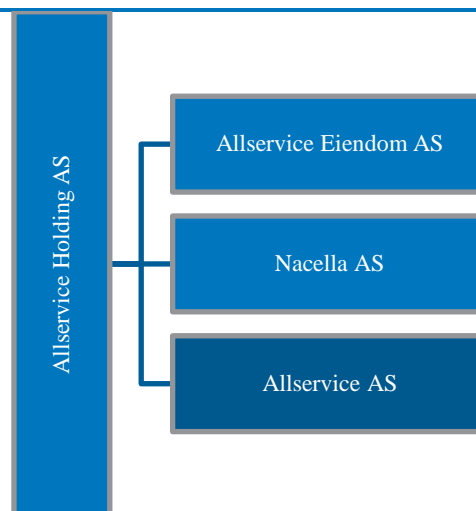 Allservice Holding AS
Allservice Eiendom AS
Nacella AS
Allservice AS